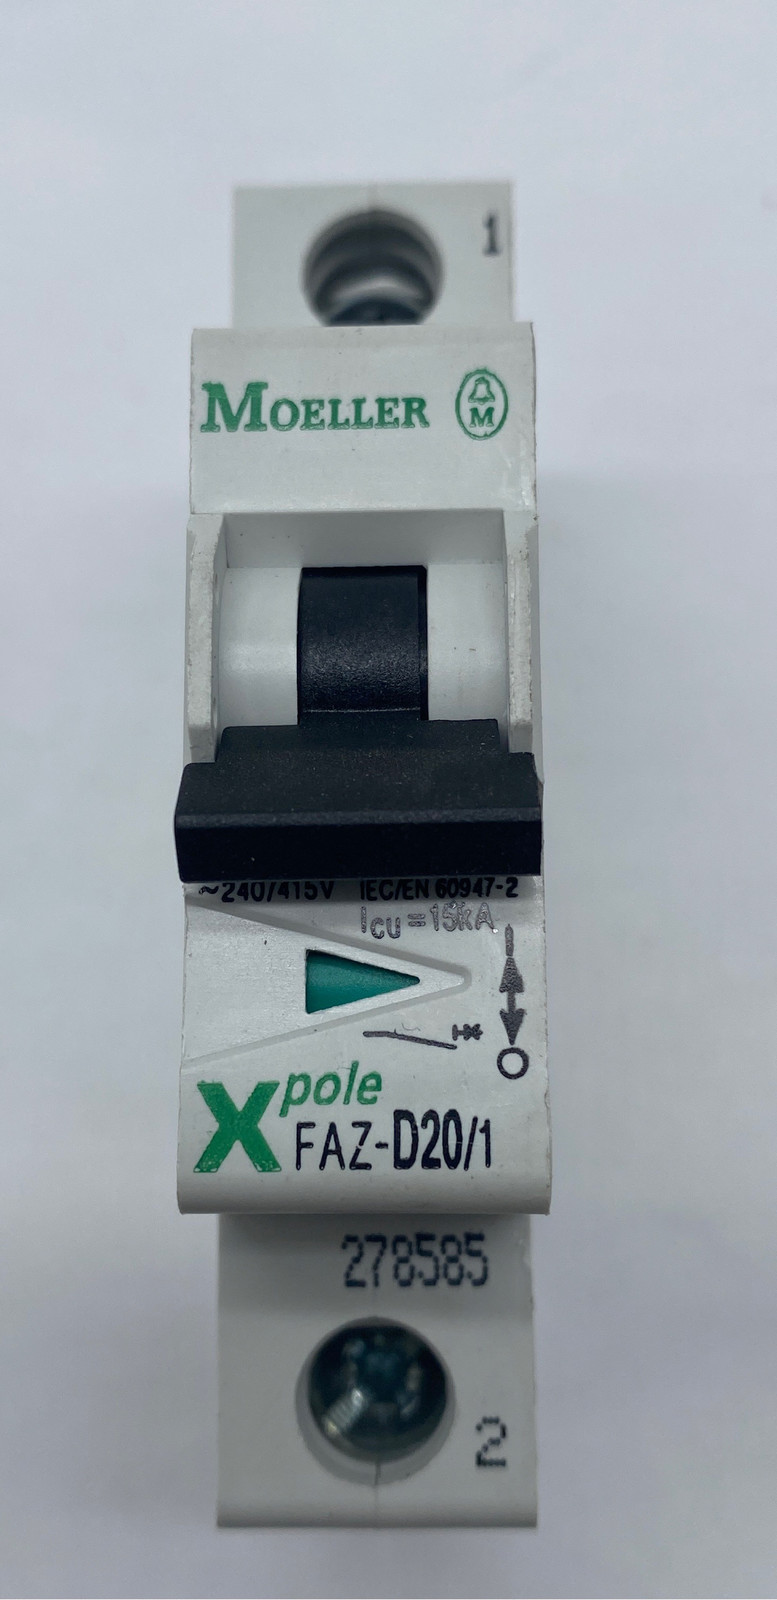 1
MOELLER M
~240/415V IEC/EN 60947-2
Icu=15kA
I
O
Xpole
FAZ-D20/1
278585
2